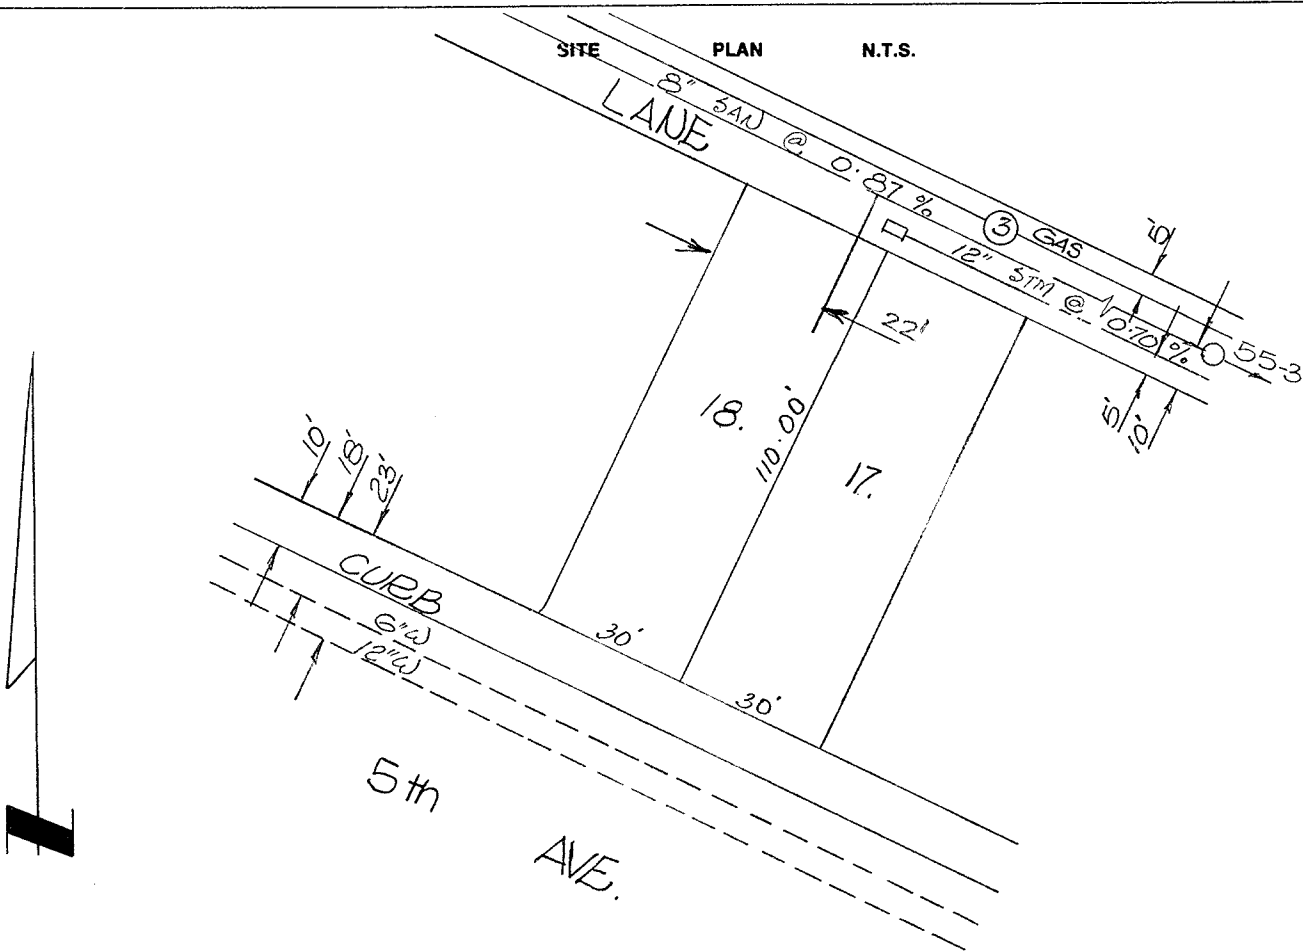 SITE PLAN N.T.S.
8" SAN @ 0.87 %
LANE
3 GAS
12" STM @ 0.70 %
55-3
22'
5'
10'
18.
110.00'
17.
10'
18'
23'
CURB
6"W
12"W
30'
30'
5th
AVE.